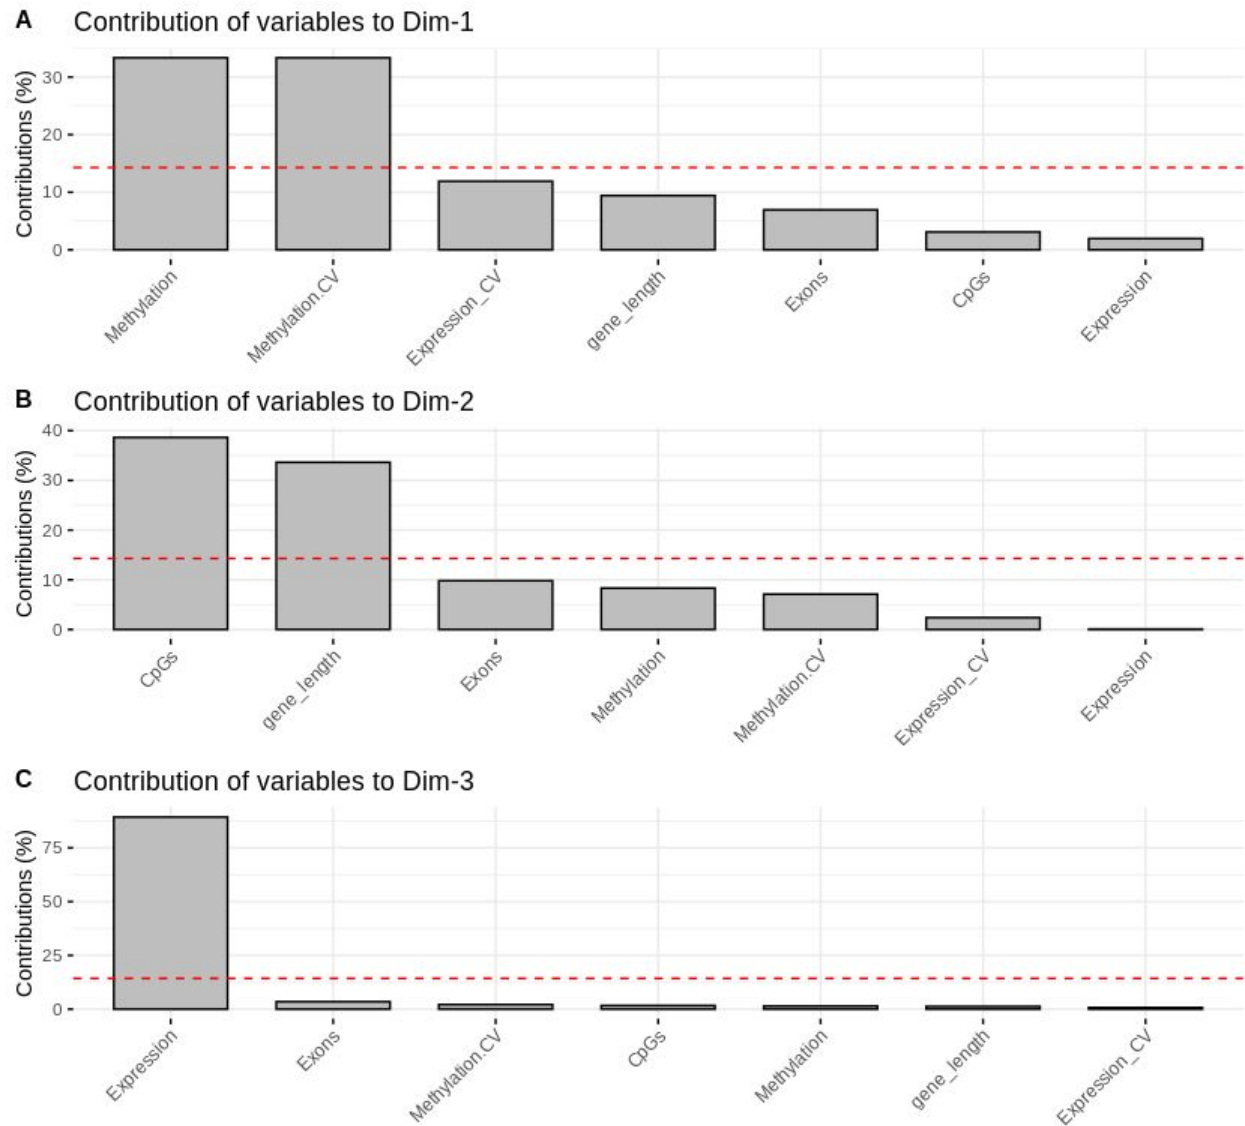 A Contribution of variables to Dim-1
Contributions (%)
30
20
10
0
Methylation
Methylation.CV
Expression_CV
gene_length
Exons
CpGs
Expression
B Contribution of variables to Dim-2
Contributions (%)
40
30
20
10
0
CpGs
gene_length
Exons
Methylation
Methylation.CV
Expression_CV
Expression
C Contribution of variables to Dim-3
Contributions (%)
75
50
25
0
Expression
Exons
Methylation.CV
CpGs
Methylation
gene_length
Expression_CV